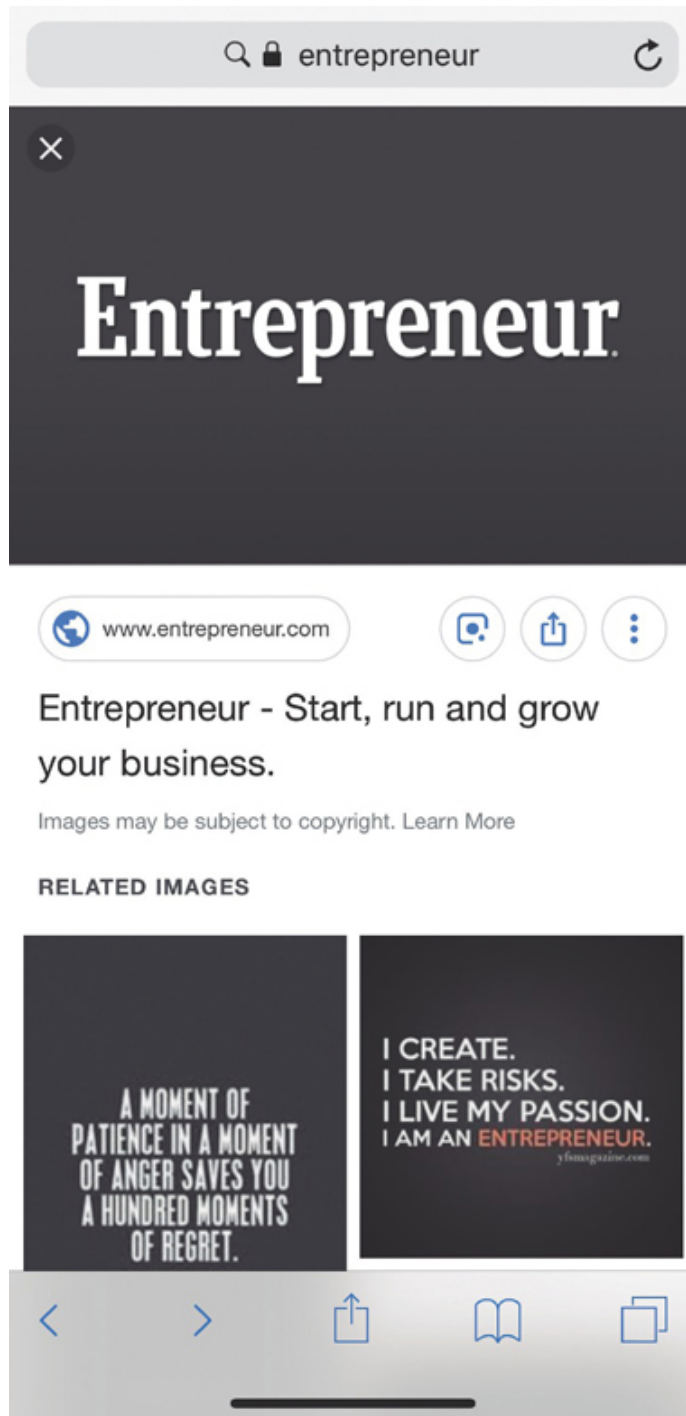 entrepreneur
Entrepreneur.
www.entrepreneur.com
Entrepreneur - Start, run and grow
your business.
Images may be subject to copyright. Learn More
RELATED IMAGES
A MOMENT OF
PATIENCE IN A MOMENT
OF ANGER SAVES YOU
A HUNDRED MOMENTS
OF REGRET.
I CREATE.
I TAKE RISKS.
I LIVE MY PASSION.
I AM AN ENTREPRENEUR.
yfsmagazine.com